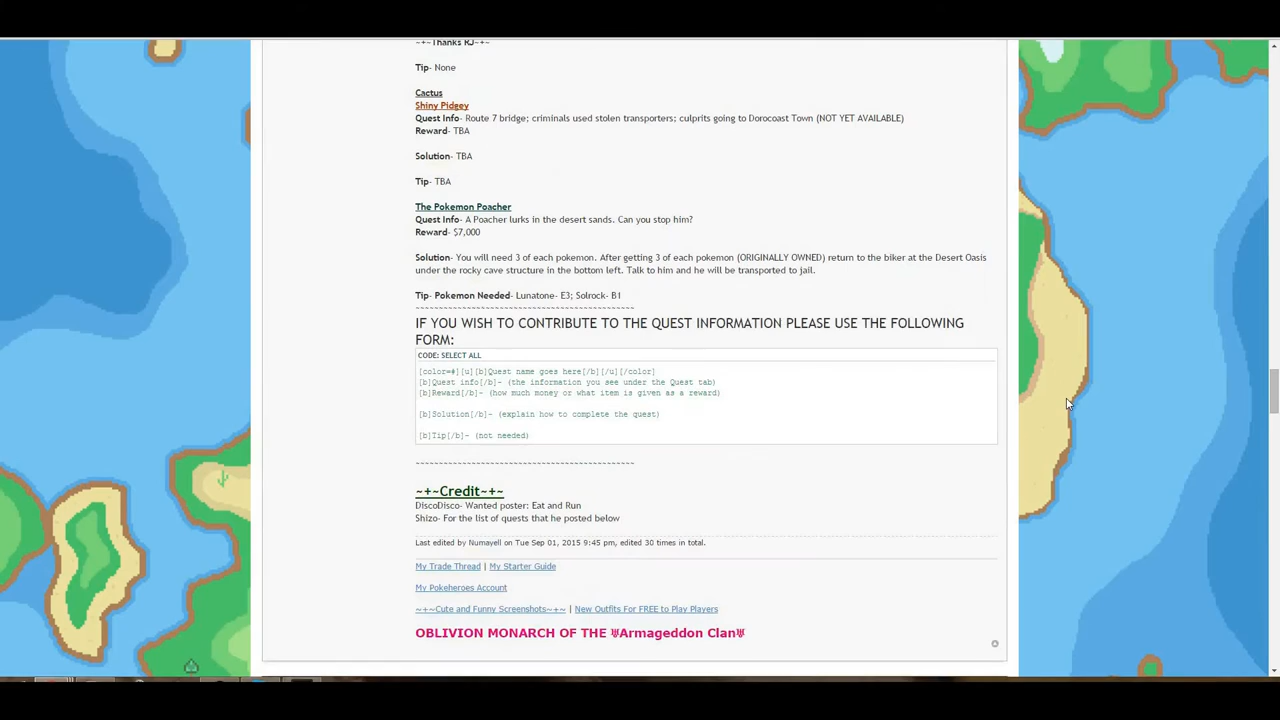 ~+~Thanks RJ~+~
Tip- None
Cactus
Shiny Pidgey
Quest Info- Route 7 bridge; criminals used stolen transporters; culprits going to Dorocoast Town (NOT YET AVAILABLE)
Reward- TBA
Solution- TBA
Tip- TBA
The Pokemon Poacher
Quest Info- A Poacher lurks in the desert sands. Can you stop him?
Reward- $7,000
Solution- You will need 3 of each pokemon. After getting 3 of each pokemon (ORIGINALLY OWNED) return to the biker at the Desert Oasis
under the rocky cave structure in the bottom left. Talk to him and he will be transported to jail.
Tip- Pokemon Needed- Lunatone- E3; Solrock- B1
~~~~~~~~~~~~~~~~~~~~~~~~~~~~~~~~~~~~~~~~~~~~~~~
IF YOU WISH TO CONTRIBUTE TO THE QUEST INFORMATION PLEASE USE THE FOLLOWING
FORM:
CODE: SELECT ALL
[color=#][u][b]Quest name goes here[/b][/u][/color]
[b]Quest info[/b]- (the information you see under the Quest tab)
[b]Reward[/b]- (how much money or what item is given as a reward)
[b]Solution[/b]- (explain how to complete the quest)
[b]Tip[/b]- (not needed)
~~~~~~~~~~~~~~~~~~~~~~~~~~~~~~~~~~~~~~~~~~~~~~~
~+~Credit~+~
DiscoDisco- Wanted poster: Eat and Run
Shizo- For the list of quests that he posted below
Last edited by Numayell on Tue Sep 01, 2015 9:45 pm, edited 30 times in total.
My Trade Thread | My Starter Guide
My Pokeheroes Account
~+~Cute and Funny Screenshots~+~ | New Outfits For FREE to Play Players
OBLIVION MONARCH OF THE ΨArmageddon ClanΨ